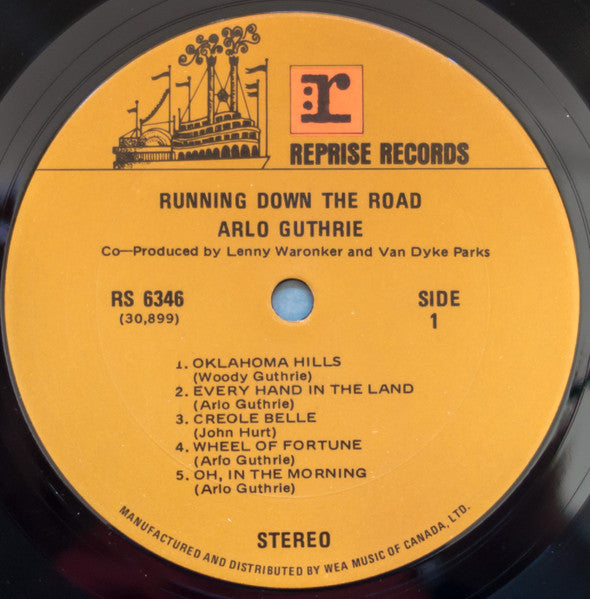 r
REPRISE RECORDS
RUNNING DOWN THE ROAD
ARLO GUTHRIE
Co—Produced by Lenny Waronker and Van Dyke Parks
RS 6346
(30,899)
SIDE
1
1. OKLAHOMA HILLS
(Woody Guthrie)
2. EVERY HAND IN THE LAND
(Arlo Guthrie)
3. CREOLE BELLE
(John Hurt)
4. WHEEL OF FORTUNE
(Arlo Guthrie)
5. OH, IN THE MORNING
(Arlo Guthrie)
STEREO
MANUFACTURED AND DISTRIBUTED BY WEA MUSIC OF CANADA, LTD.